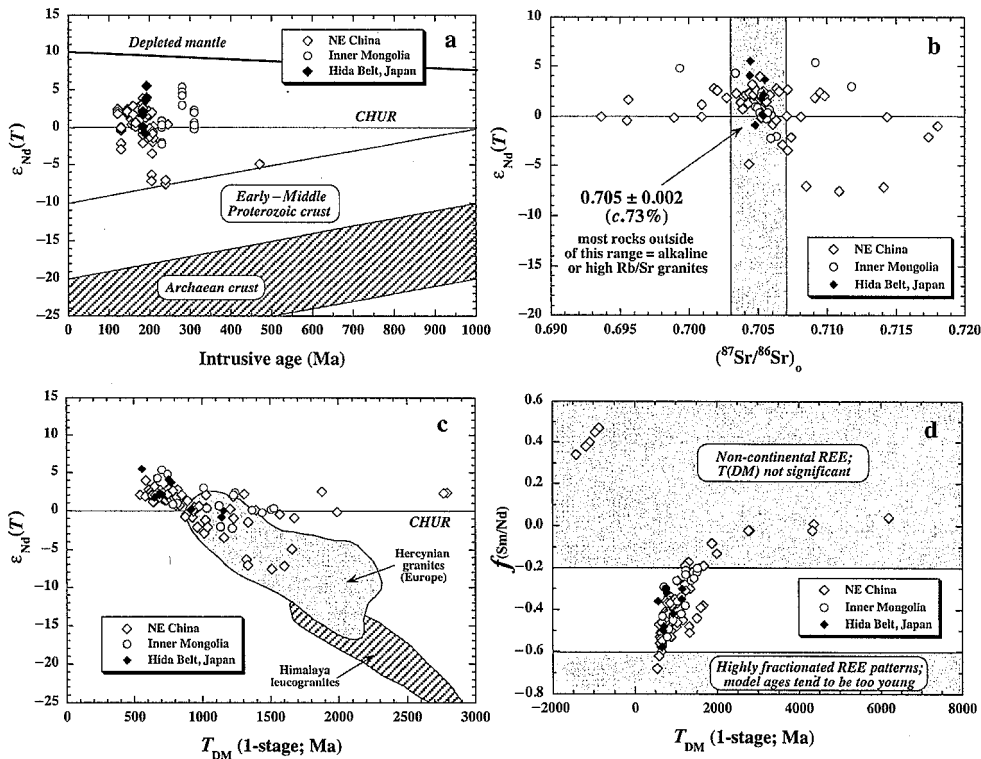 15
10
5
0
−5
−10
−15
−20
−25
εNd(T)
Depleted mantle
◇ NE China
○ Inner Mongolia
◆ Hida Belt, Japan
a
CHUR
Early–Middle
Proterozoic crust
Archaean crust
0 100 200 300 400 500 600 700 800 900 1000
Intrusive age (Ma)
10
5
0
−5
−10
−15
−20
εNd(T)
b
0.705 ± 0.002
(c.73%)
most rocks outside
of this range = alkaline
or high Rb/Sr granites
◇ NE China
○ Inner Mongolia
◆ Hida Belt, Japan
0.690 0.695 0.700 0.705 0.710 0.715 0.720
(⁸⁷Sr/⁸⁶Sr)o
15
10
5
0
−5
−10
−15
−20
−25
εNd(T)
c
CHUR
Hercynian
granites
(Europe)
◇ NE China
○ Inner Mongolia
◆ Hida Belt, Japan
Himalaya
leucogranites
0 500 1000 1500 2000 2500 3000
TDM (1-stage; Ma)
0.6
0.4
0.2
0.0
−0.2
−0.4
−0.6
−0.8
f(Sm/Nd)
d
Non-continental REE;
T(DM) not significant
◇ NE China
○ Inner Mongolia
◆ Hida Belt, Japan
Highly fractionated REE patterns;
model ages tend to be too young
−2000 0 2000 4000 6000 8000
TDM (1-stage; Ma)